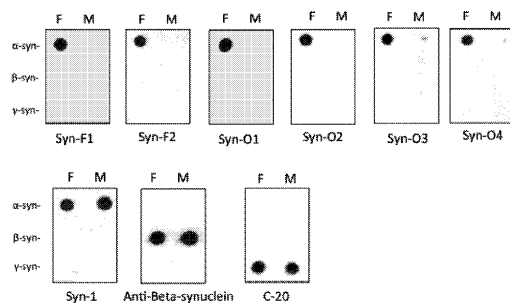 F M F M F M F M F M F M
α-syn-
β-syn-
γ-syn-
Syn-F1 Syn-F2 Syn-O1 Syn-O2 Syn-O3 Syn-O4
F M F M F M
α-syn-
β-syn-
γ-syn-
Syn-1 Anti-Beta-synuclein C-20